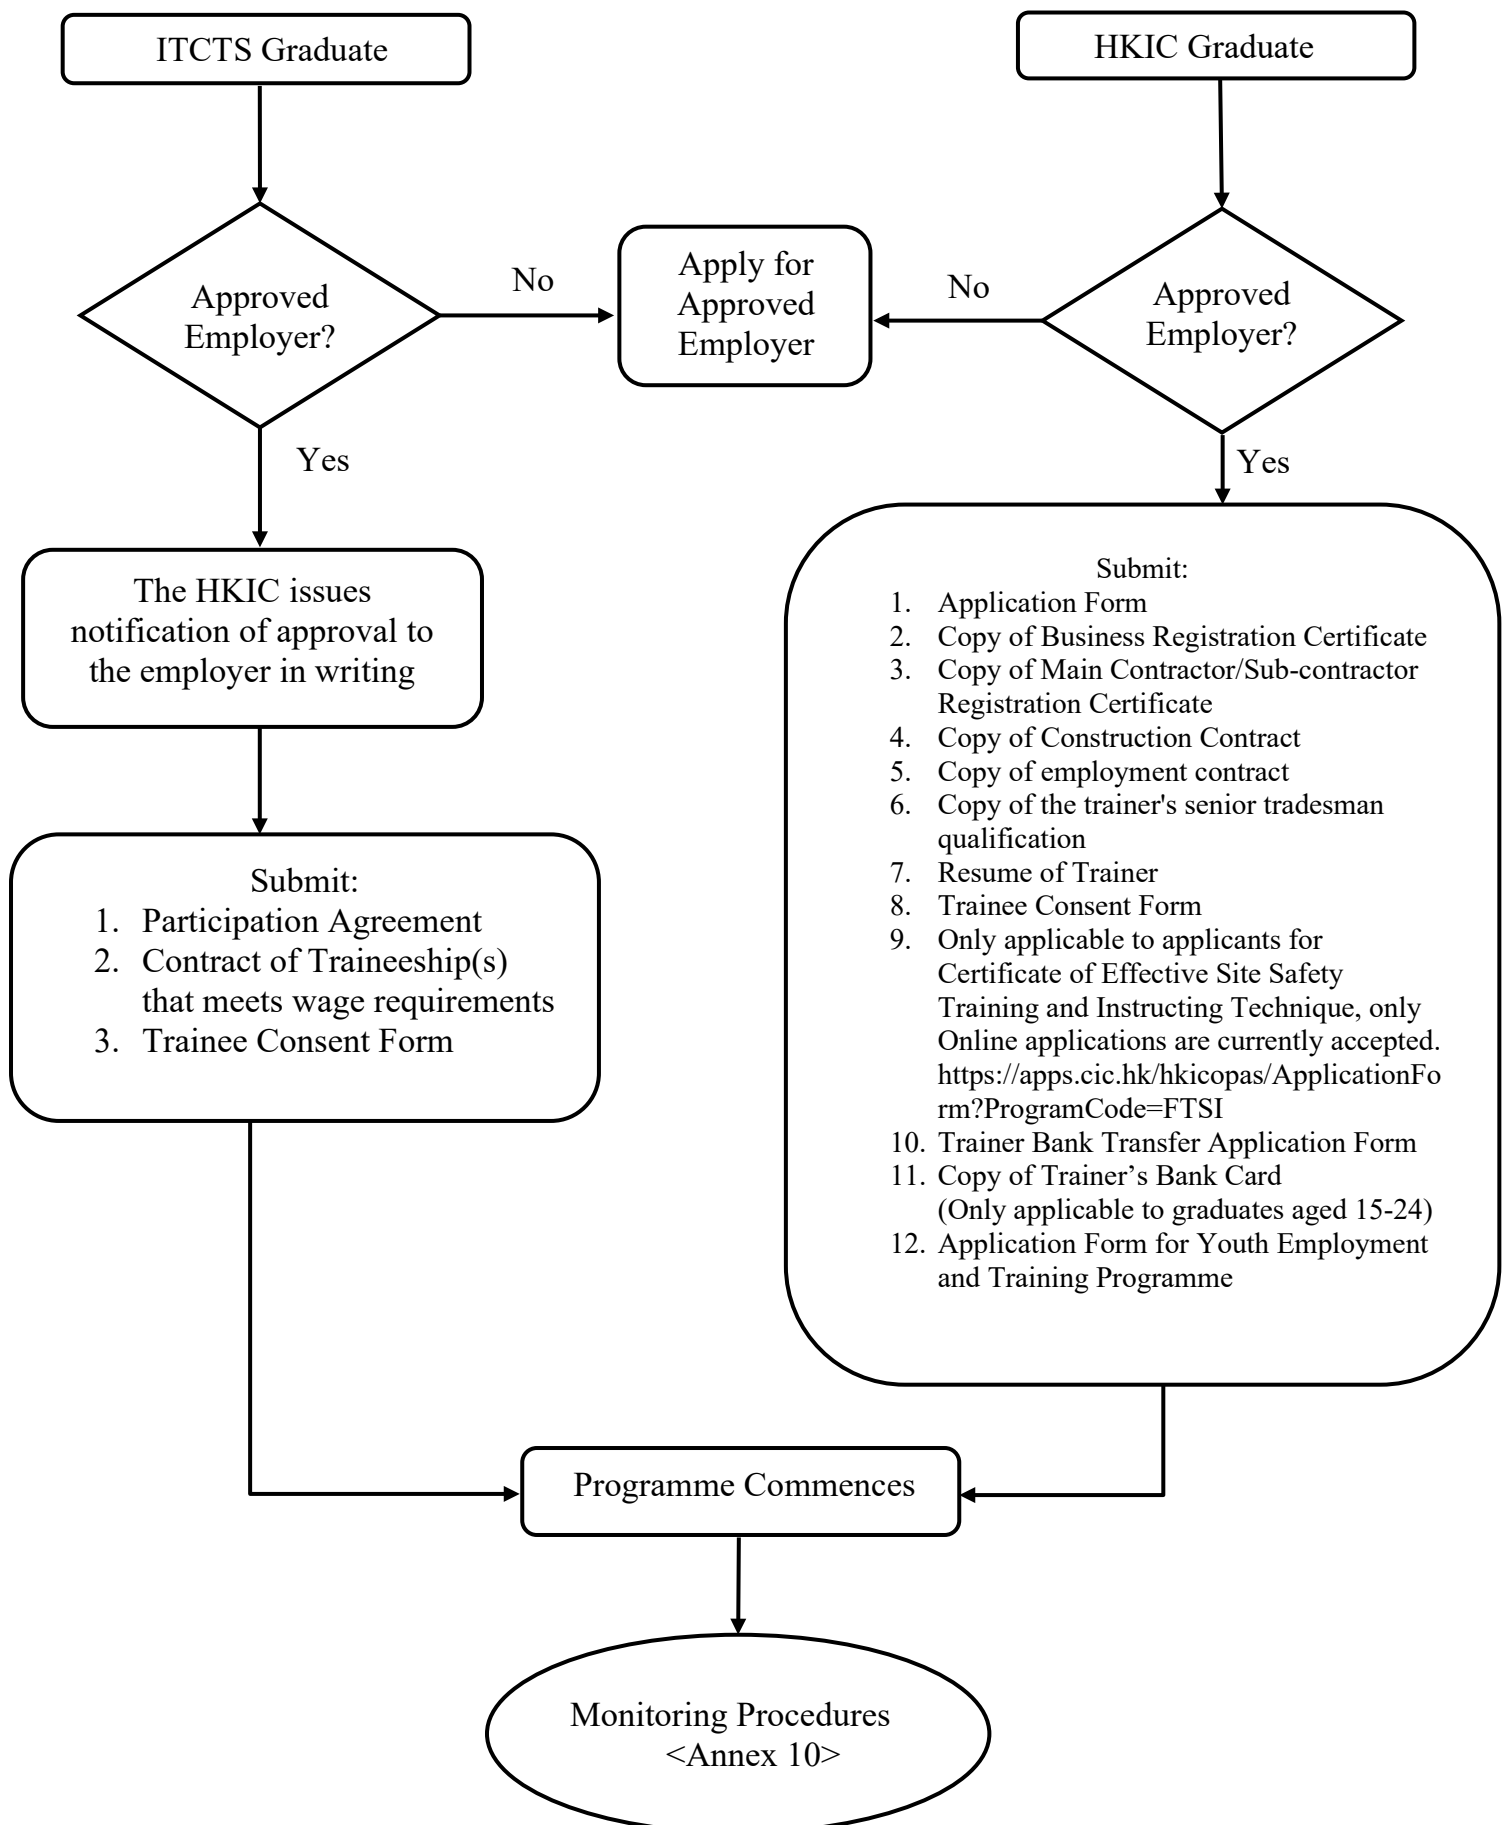 ITCTS Graduate
HKIC Graduate
Approved
Employer?
No
Apply for
Approved
Employer
No
Approved
Employer?
Yes
Yes
The HKIC issues
notification of approval to
the employer in writing
Submit:
1. Participation Agreement
2. Contract of Traineeship(s)
that meets wage requirements
3. Trainee Consent Form
Submit:
1. Application Form
2. Copy of Business Registration Certificate
3. Copy of Main Contractor/Sub-contractor
Registration Certificate
4. Copy of Construction Contract
5. Copy of employment contract
6. Copy of the trainer's senior tradesman
qualification
7. Resume of Trainer
8. Trainee Consent Form
9. Only applicable to applicants for
Certificate of Effective Site Safety
Training and Instructing Technique, only
Online applications are currently accepted.
https://apps.cic.hk/hkicopas/ApplicationFo
rm?ProgramCode=FTSI
10. Trainer Bank Transfer Application Form
11. Copy of Trainer’s Bank Card
(Only applicable to graduates aged 15-24)
12. Application Form for Youth Employment
and Training Programme
Programme Commences
Monitoring Procedures
<Annex 10>